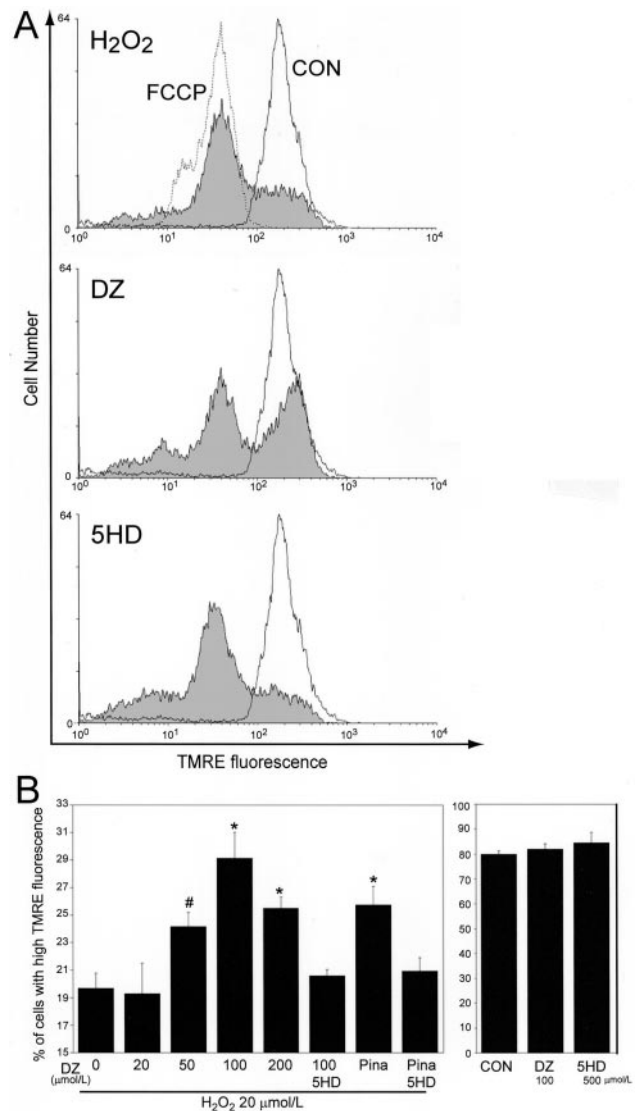 A
64
H2O2
FCCP
CON
0
10^0 10^1 10^2 10^3 10^4
64
DZ
Cell Number
0
10^0 10^1 10^2 10^3 10^4
64
5HD
0
10^0 10^1 10^2 10^3 10^4
TMRE fluorescence
B
% of cells with high TMRE fluorescence
33
31
29
27
25
23
21
19
17
15
# * * *
DZ 0 20 50 100 200 100 Pina Pina
(μmol/L) 5HD 5HD
H2O2 20 μmol/L
100
90
80
70
60
50
40
30
20
10
0
CON DZ 5HD
100 500 μmol/L